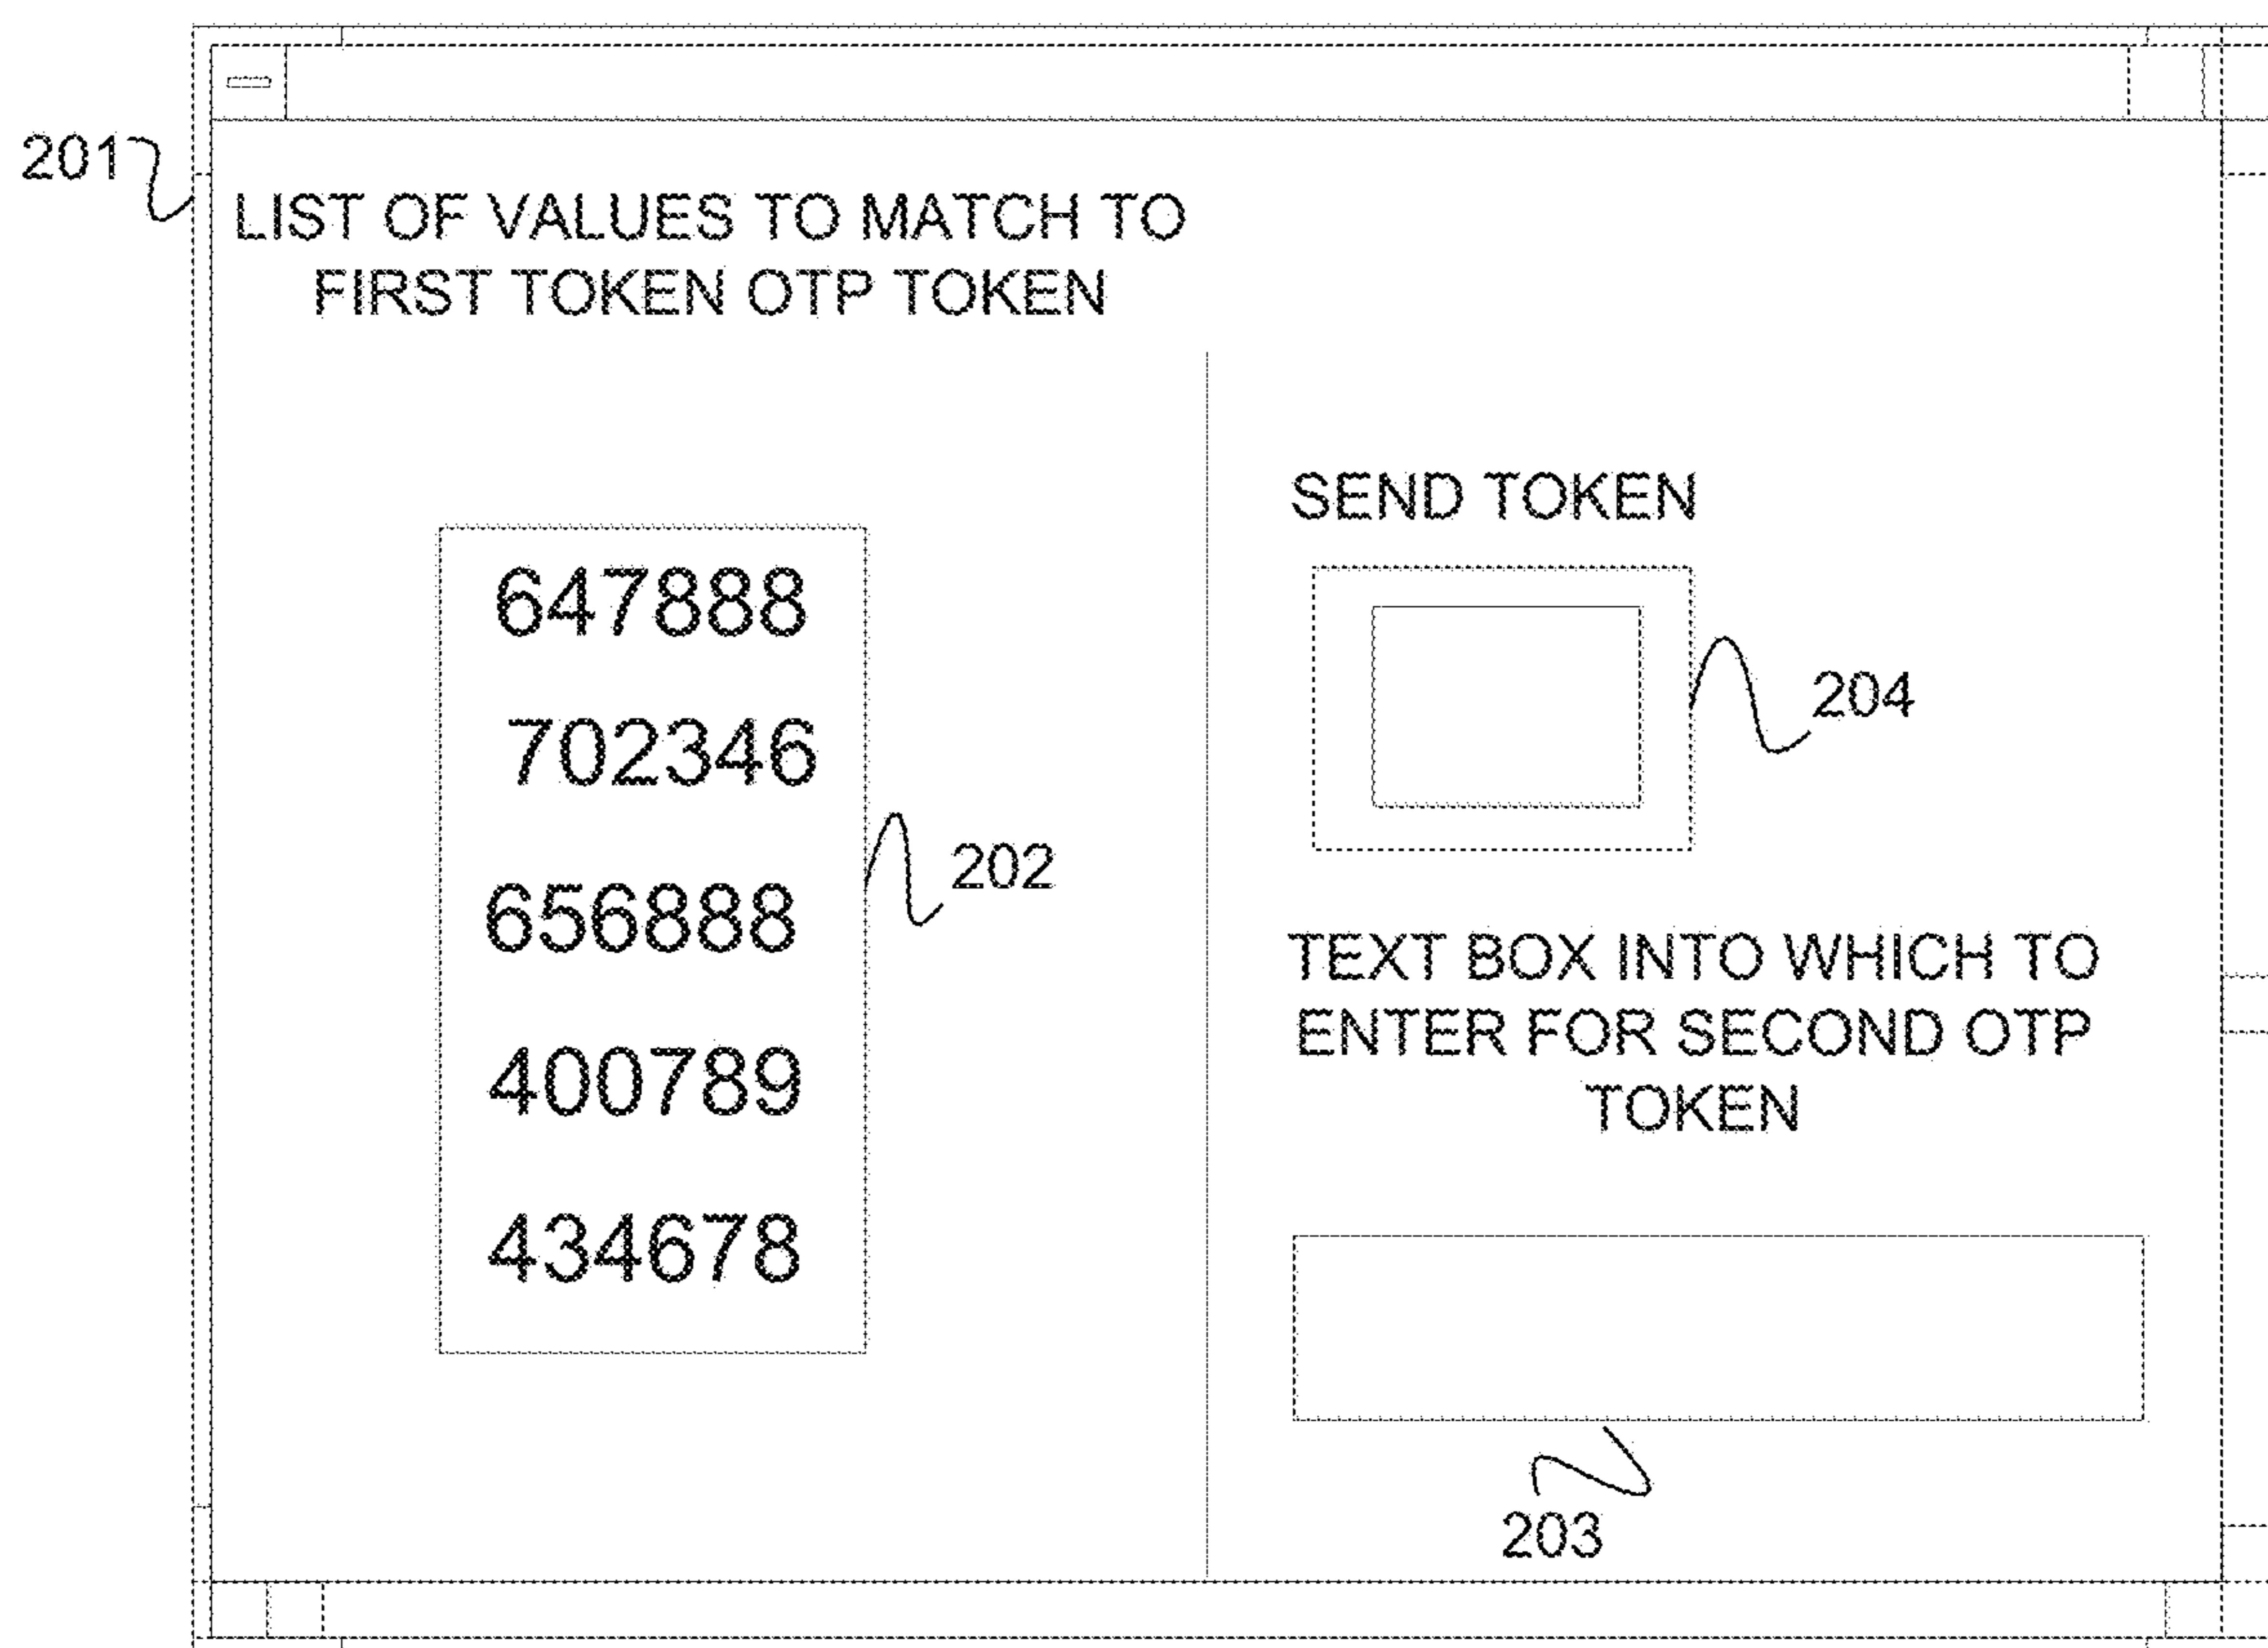 201
LIST OF VALUES TO MATCH TO
FIRST TOKEN OTP TOKEN
647888
702346
656888
400789
434678
202
SEND TOKEN
204
TEXT BOX INTO WHICH TO
ENTER FOR SECOND OTP
TOKEN
203